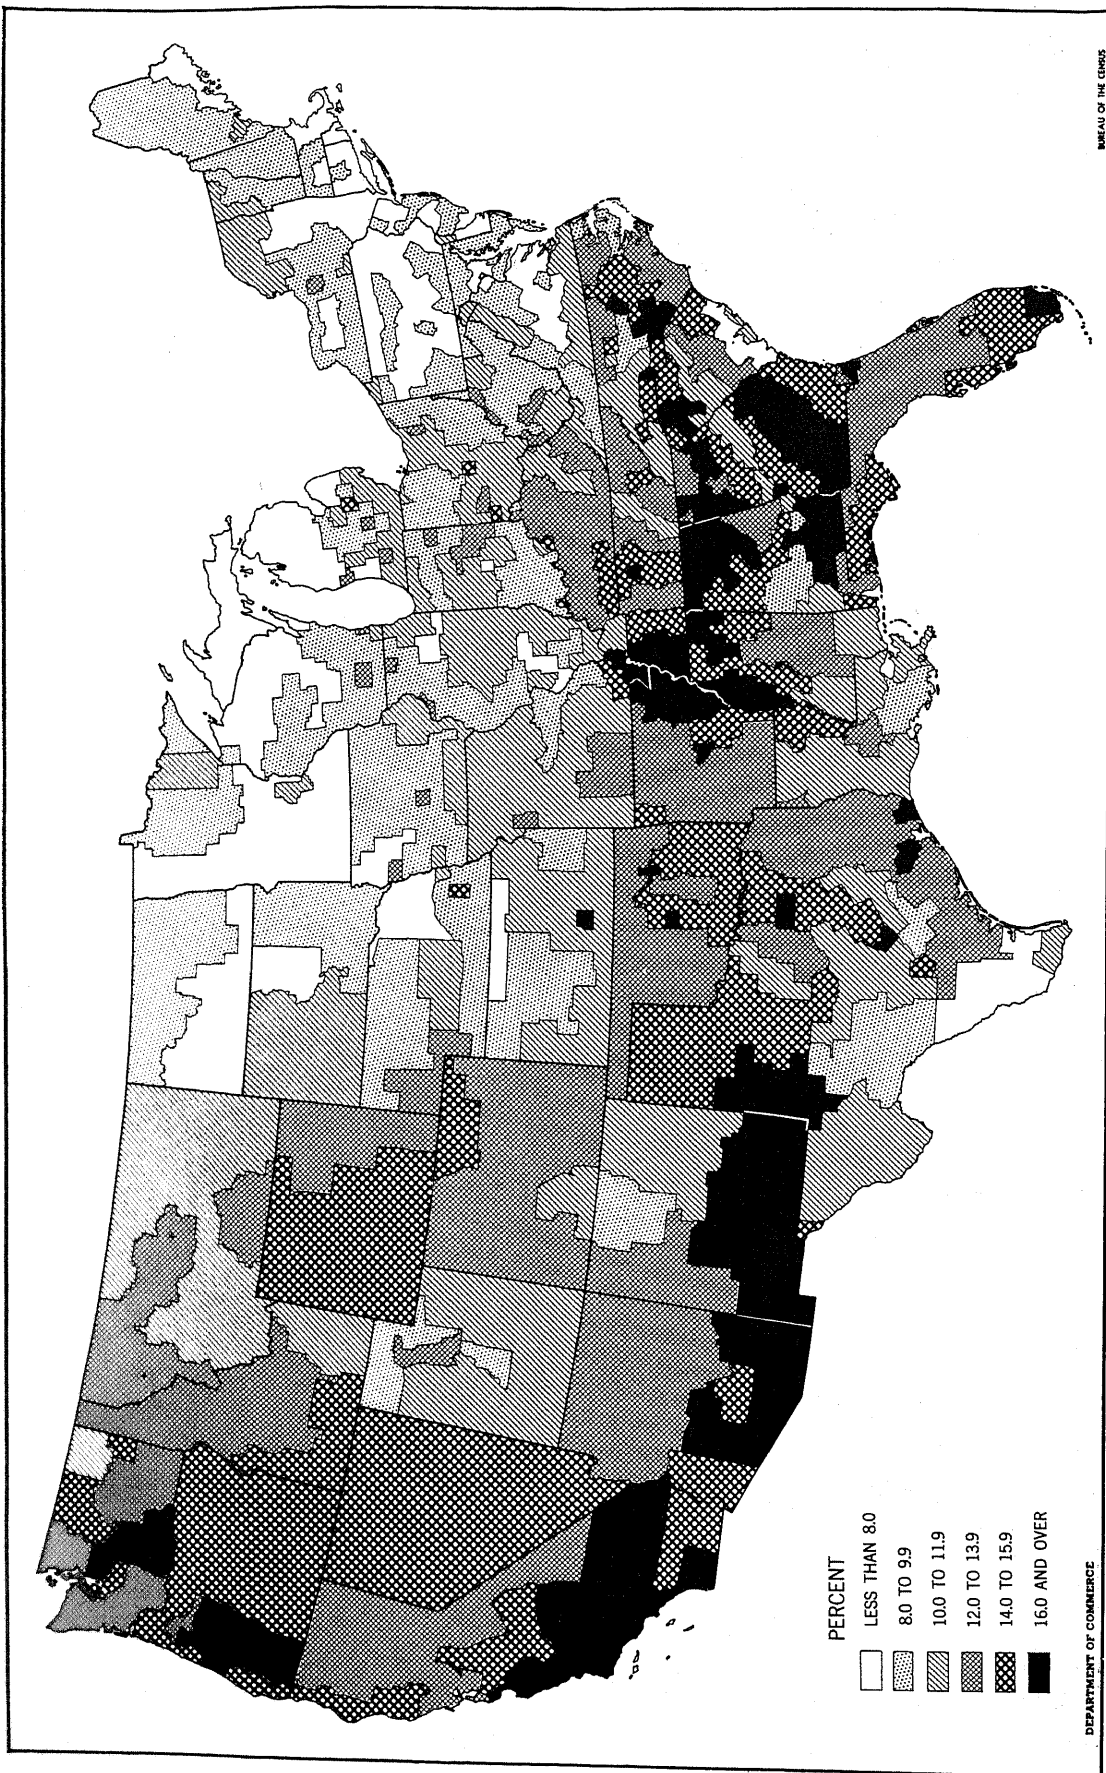 PERCENT
LESS THAN 8.0
8.0 TO 9.9
10.0 TO 11.9
12.0 TO 13.9
14.0 TO 15.9
16.0 AND OVER
DEPARTMENT OF COMMERCE
BUREAU OF THE CENSUS